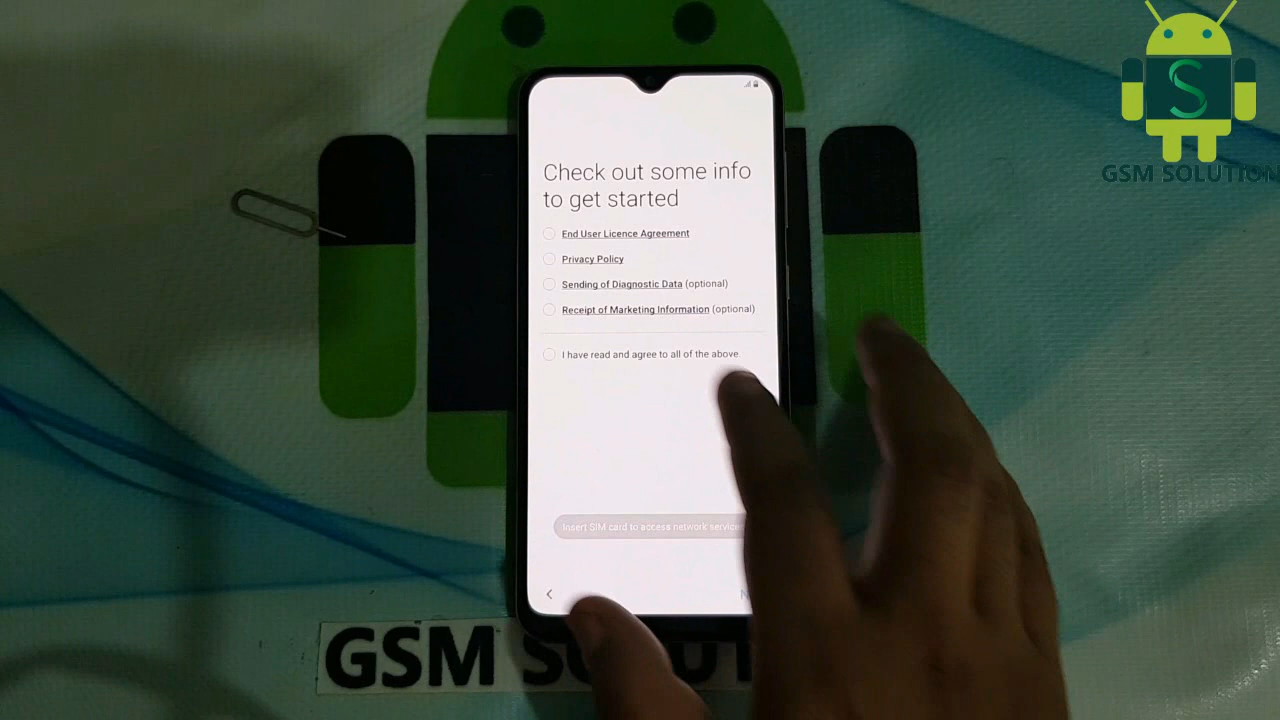 GSM SOLUTION
Check out some info
to get started
End User Licence Agreement
Privacy Policy
Sending of Diagnostic Data (optional)
Receipt of Marketing Information (optional)
I have read and agree to all of the above.
Insert SIM card to access network
GSM